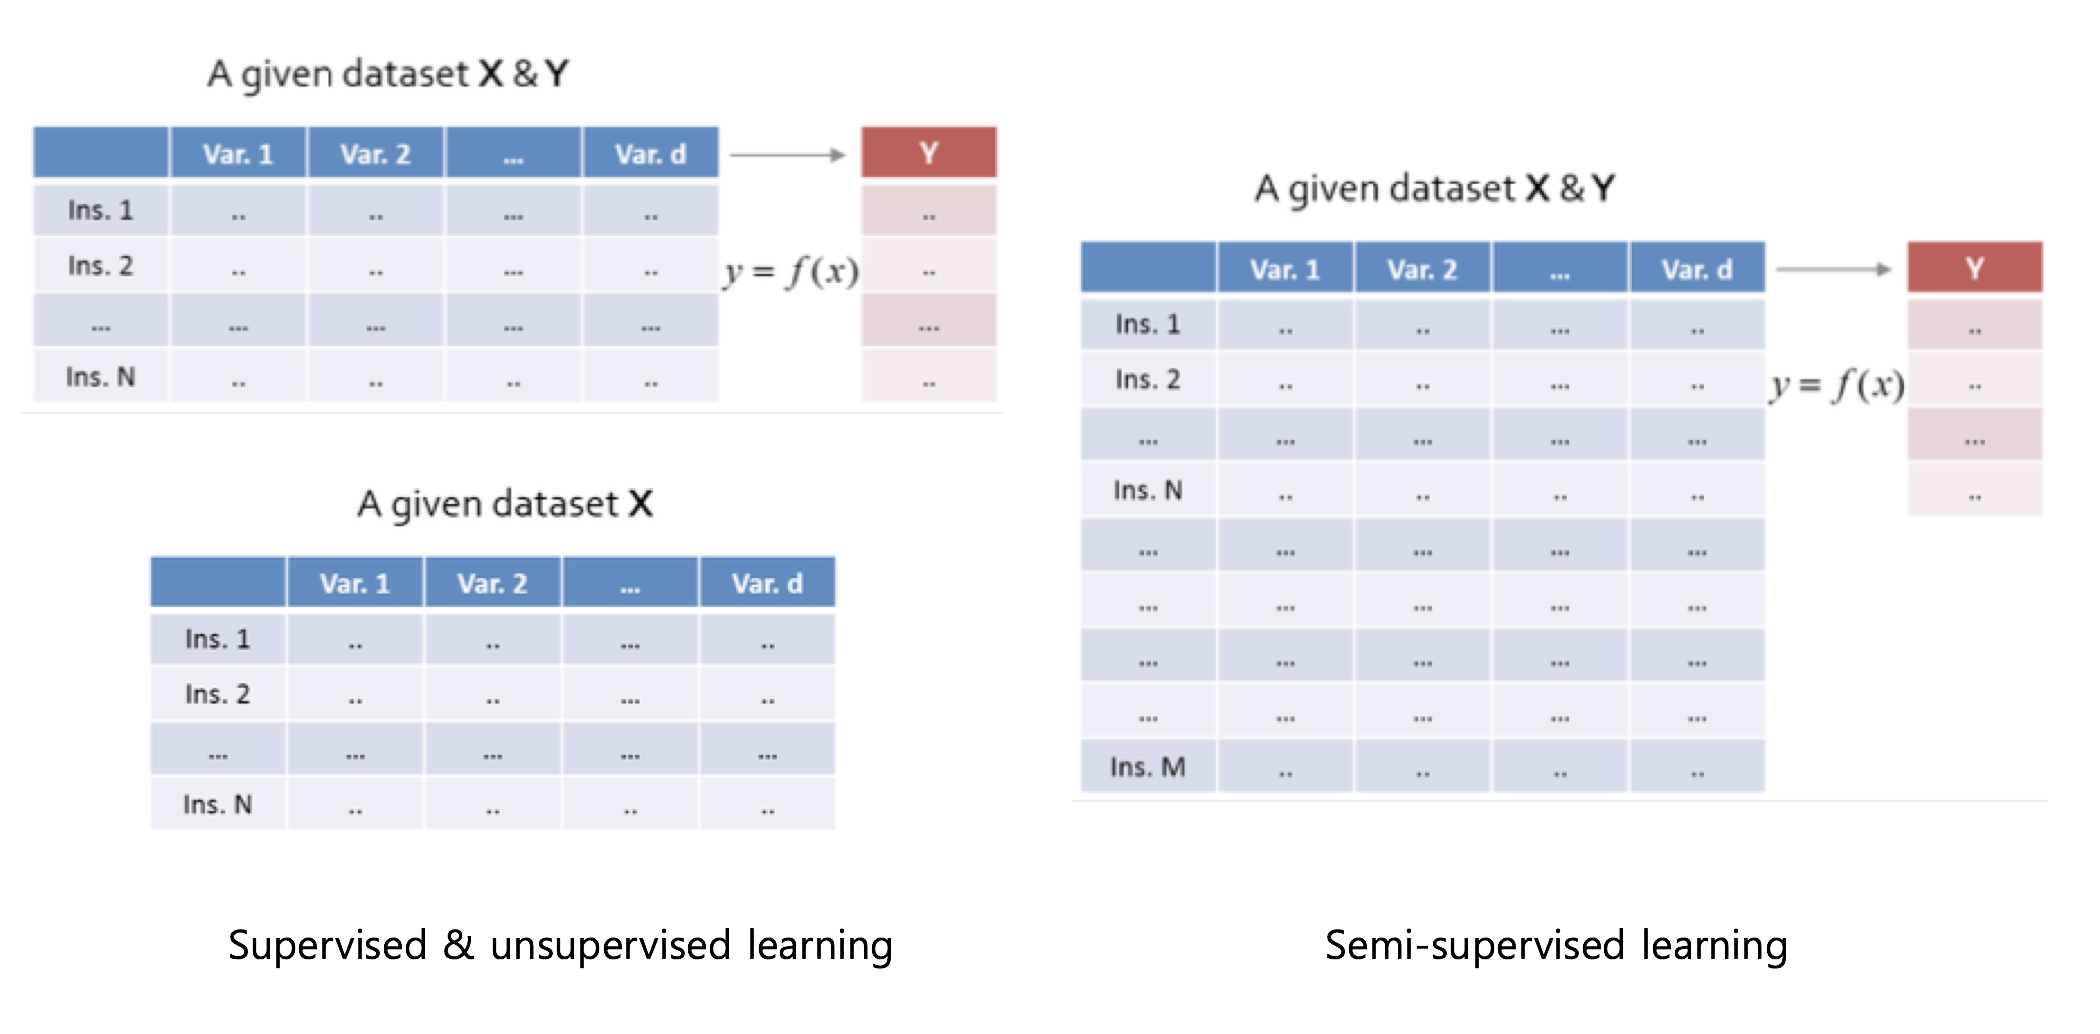 A given dataset X & Y
Var. 1 Var. 2 ... Var. d Y
Ins. 1 .. .. ... .. ..
Ins. 2 .. .. ... .. y = f(x) ..
... ... ... ... ... ...
Ins. N .. .. .. .. ..
A given dataset X
Var. 1 Var. 2 ... Var. d
Ins. 1 .. .. ... ..
Ins. 2 .. .. ... ..
... ... ... ... ...
Ins. N .. .. .. ..
Supervised & unsupervised learning
A given dataset X & Y
Var. 1 Var. 2 ... Var. d Y
Ins. 1 .. .. ... .. ..
Ins. 2 .. .. ... .. y = f(x) ..
... ... ... ... ... ...
Ins. N .. .. .. .. ..
... ... ... ... ...
... ... ... ... ...
... ... ... ... ...
... ... ... ... ...
Ins. M .. .. .. ..
Semi-supervised learning